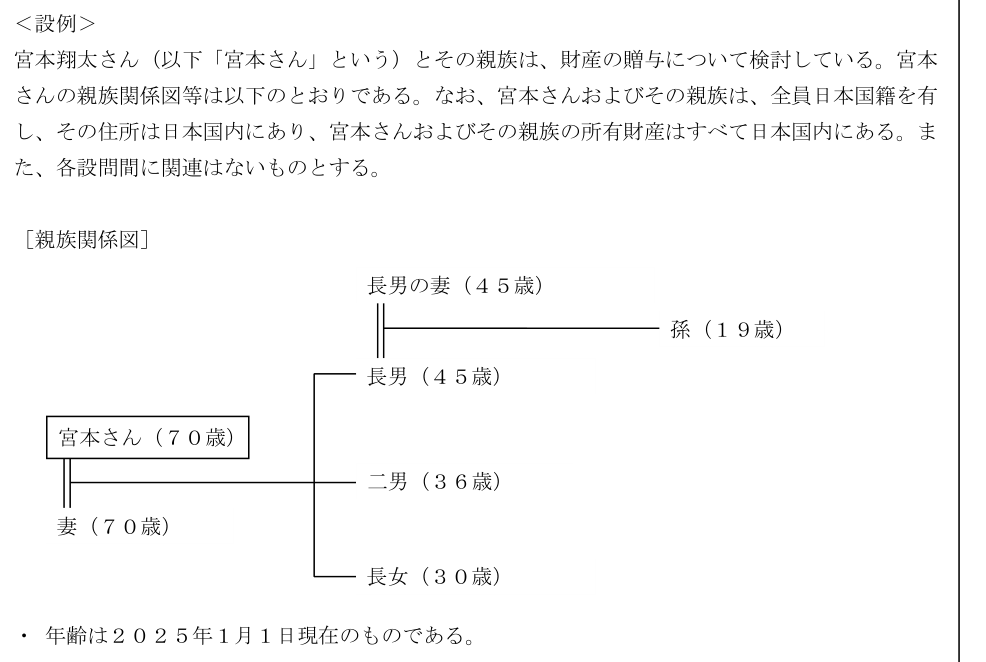 ＜設例＞
宮本翔太さん（以下「宮本さん」という）とその親族は、財産の贈与について検討している。宮本
さんの親族関係図等は以下のとおりである。なお、宮本さんおよびその親族は、全員日本国籍を有
し、その住所は日本国内にあり、宮本さんおよびその親族の所有財産はすべて日本国内にある。ま
た、各設問間に関連はないものとする。
［親族関係図］
長男の妻（４５歳）
孫（１９歳）
長男（４５歳）
宮本さん（７０歳）
二男（３６歳）
妻（７０歳）
長女（３０歳）
・ 年齢は２０２５年１月１日現在のものである。